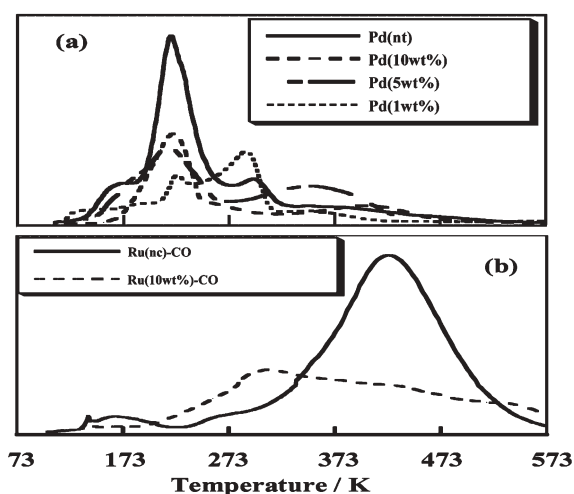 (a)
Pd(nt)
Pd(10wt%)
Pd(5wt%)
Pd(1wt%)
Ru(nc)-CO
Ru(10wt%)-CO
(b)
73 173 273 373 473 573
Temperature / K